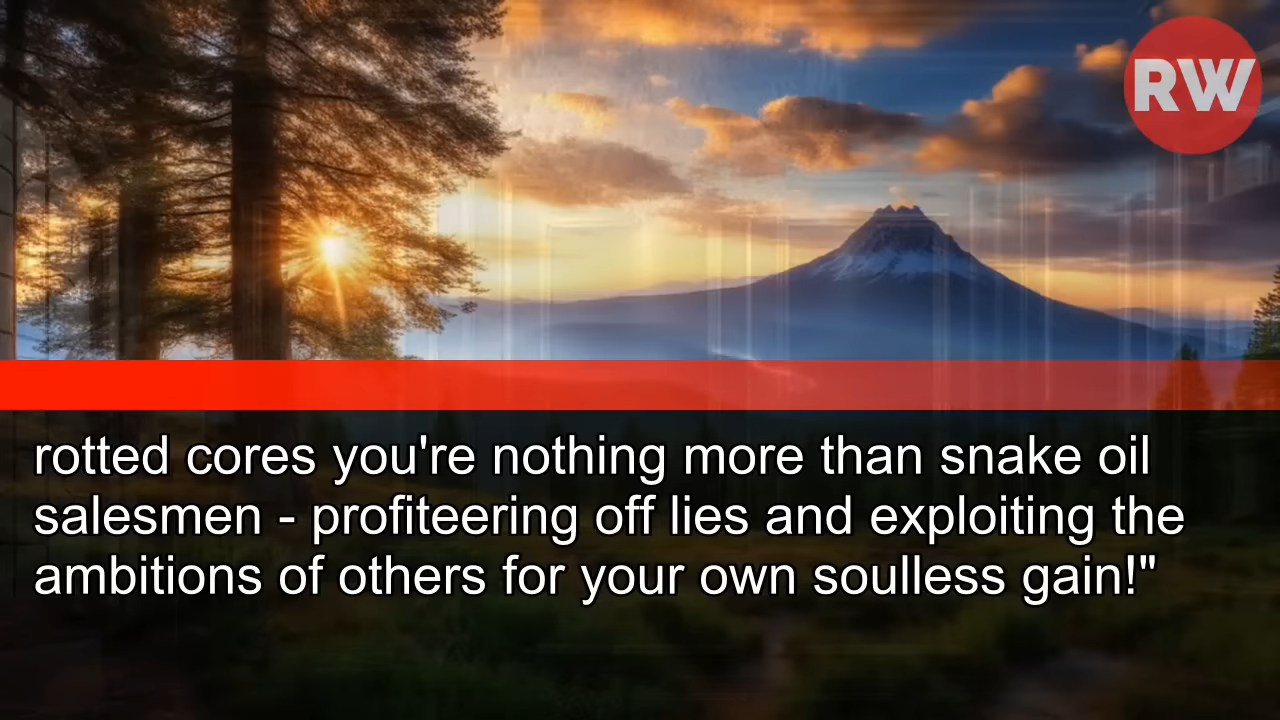 RW
rotted cores you're nothing more than snake oil
salesmen - profiteering off lies and exploiting the
ambitions of others for your own soulless gain!"